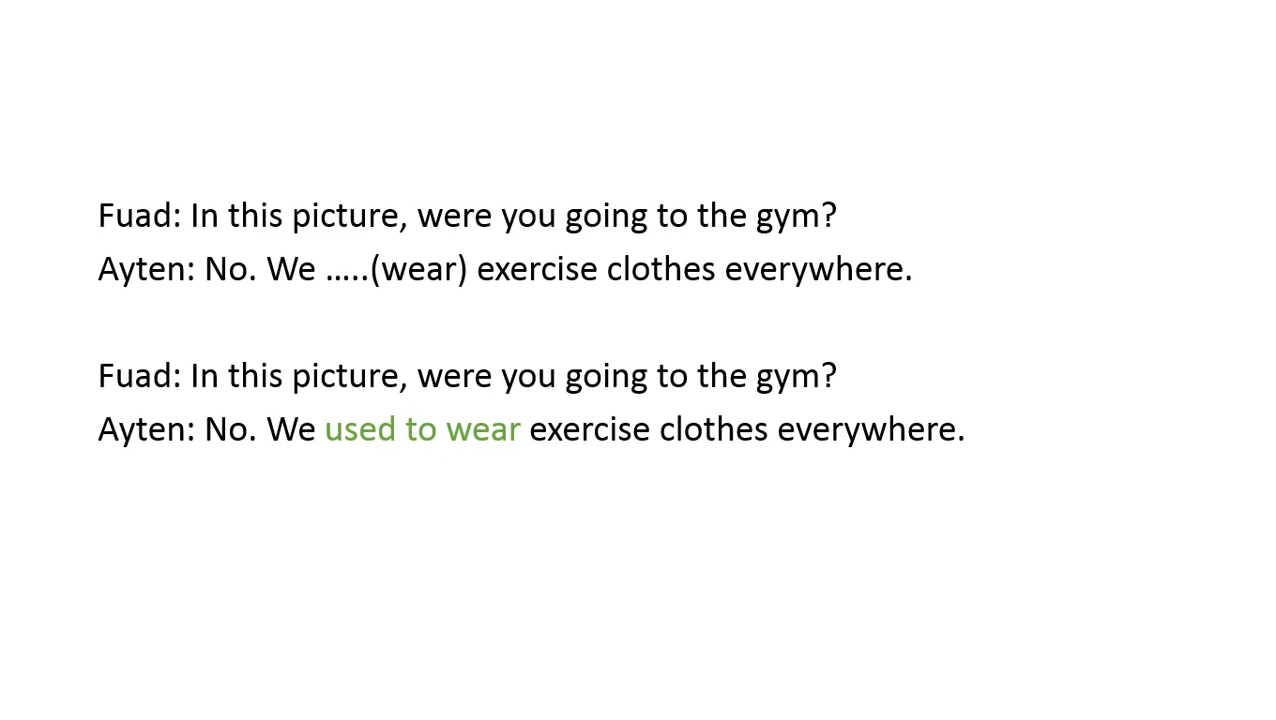 Fuad: In this picture, were you going to the gym?
Ayten: No. We …..(wear) exercise clothes everywhere.
Fuad: In this picture, were you going to the gym?
Ayten: No. We used to wear exercise clothes everywhere.